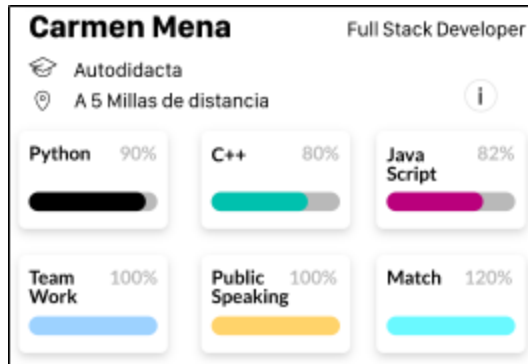 Carmen Mena
Full Stack Developer
Autodidacta
A 5 Millas de distancia
i
Python 90%
C++ 80%
Java Script 82%
Team Work 100%
Public Speaking 100%
Match 120%